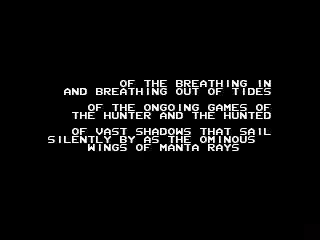 OF THE BREATHING IN
AND BREATHING OUT OF TIDES
OF THE ONGOING GAMES OF
THE HUNTER AND THE HUNTED
OF VAST SHADOWS THAT SAIL
SILENTLY BY AS THE OMINOUS
WINGS OF MANTA RAYS